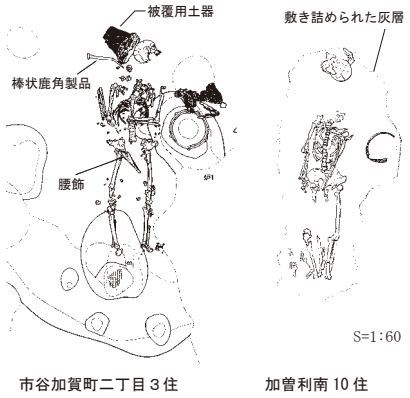 被覆用土器
棒状鹿角製品
腰飾
炉1
敷き詰められた灰層
S=1:60
市谷加賀町二丁目3住
加曽利南10住